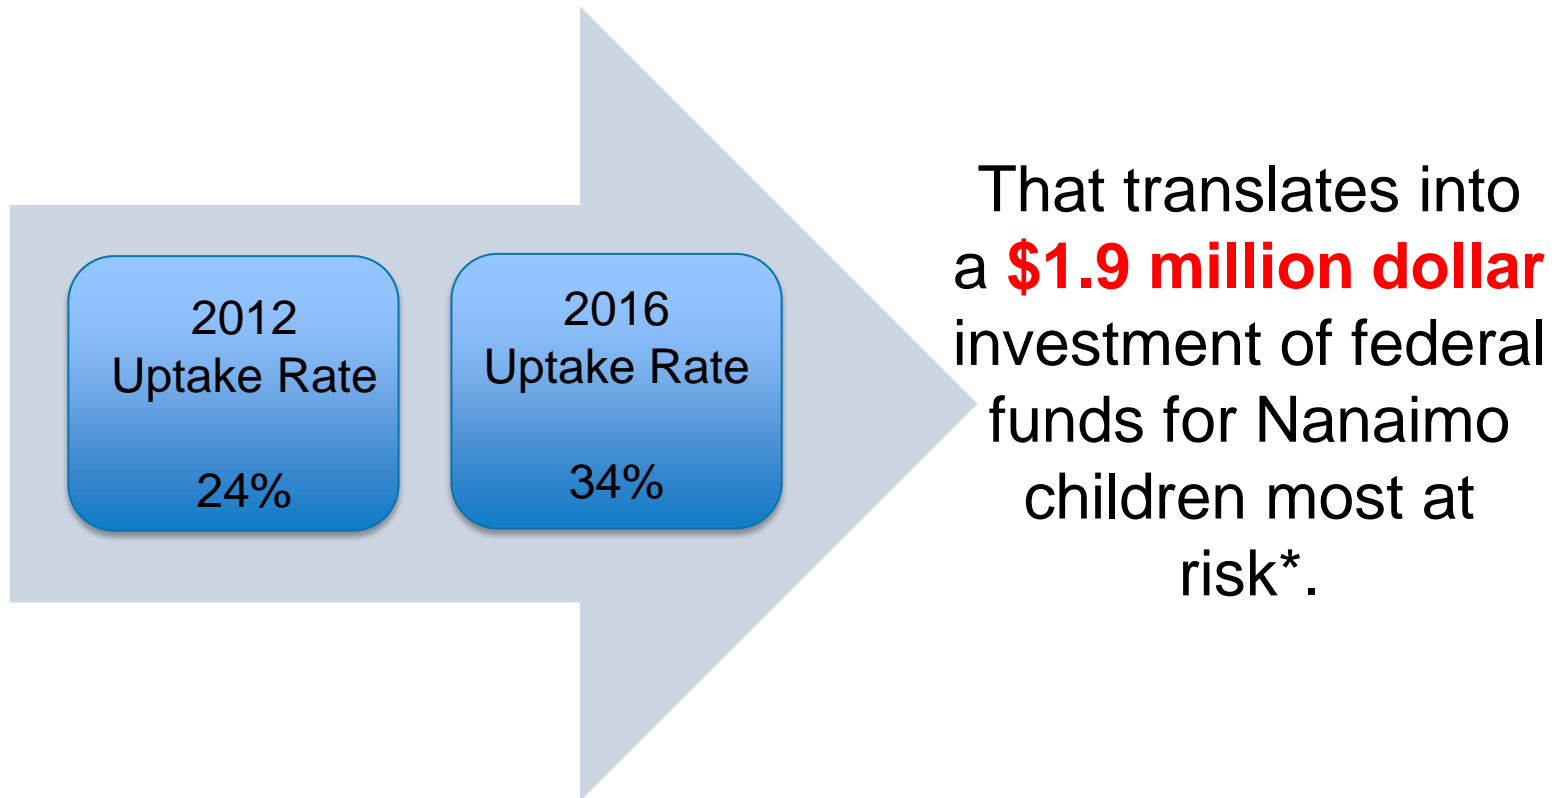 2012
Uptake Rate
24%
2016
Uptake Rate
34%
That translates into
a $1.9 million dollar
investment of federal
funds for Nanaimo
children most at
risk*.